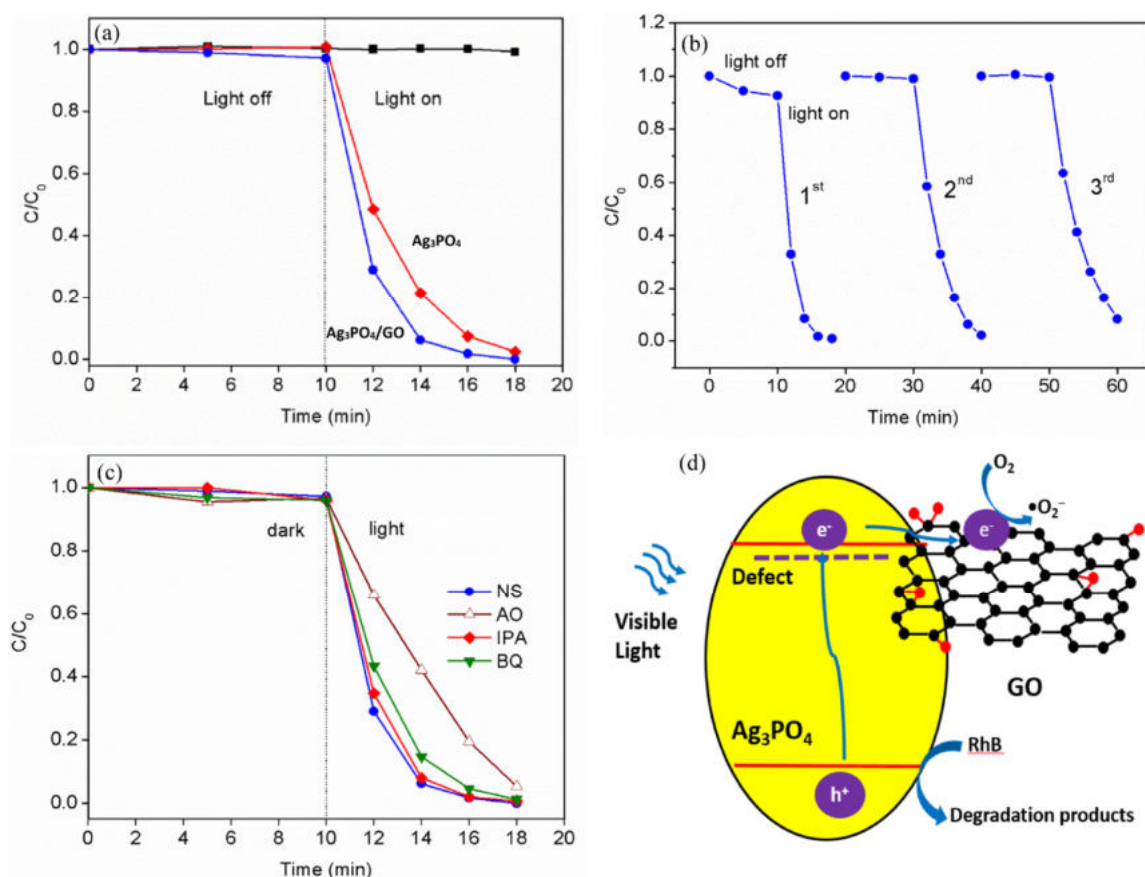 (a)
1.0
0.8
0.6
0.4
0.2
0.0
C/C₀
Light off
Light on
Ag₃PO₄
Ag₃PO₄/GO
0 2 4 6 8 10 12 14 16 18 20
Time (min)
(b)
1.2
1.0
0.8
0.6
0.4
0.2
0.0
C/C₀
light off
light on
1ˢᵗ
2ⁿᵈ
3ʳᵈ
0 10 20 30 40 50 60
Time (min)
(c)
1.0
0.8
0.6
0.4
0.2
0.0
C/C₀
dark
light
NS
AO
IPA
BQ
0 2 4 6 8 10 12 14 16 18 20
Time (min)
(d)
O₂
•O₂⁻
e⁻
e⁻
Defect
Visible
Light
GO
Ag₃PO₄
RhB
h⁺
Degradation products